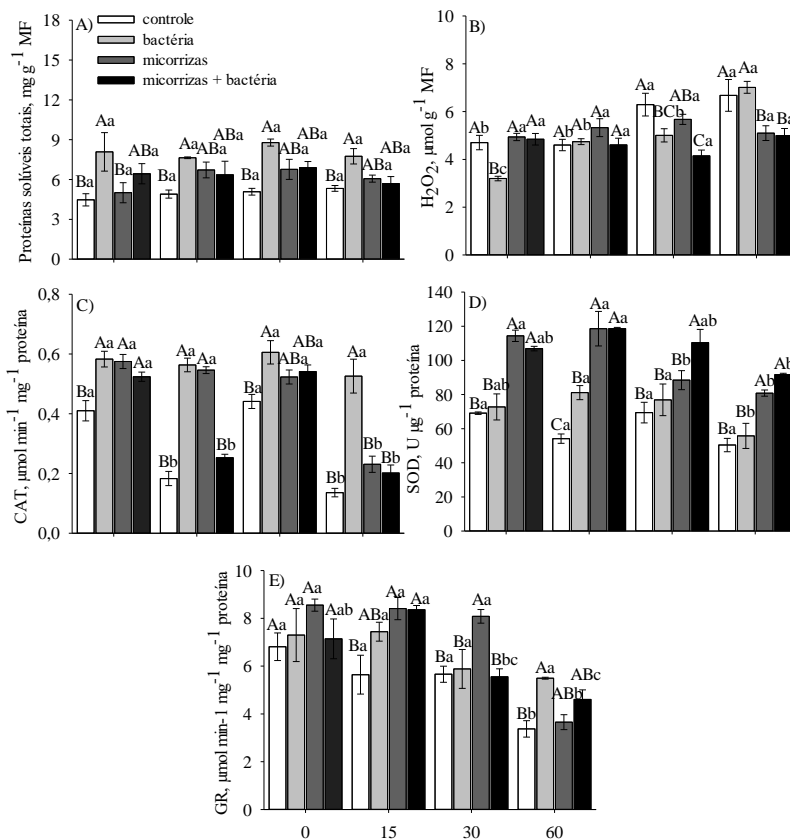 A)
controle
bactéria
micorrizas
micorrizas + bactéria
Proteínas solúveis totais, mg g-1 MF
18
15
12
9
6
3
0
Ba Aa Ba ABa
Ba Aa ABa ABa
Ba Aa ABa ABa
Ba Aa ABa ABa
B)
H2O2, μmol g-1 MF
10
8
6
4
2
0
Ab Bc Aa Aa
Ab Ab Aa Aa
Aa BCb ABa Ca
Aa Aa Ba Ba
C)
CAT, μmol min-1 mg-1 proteína
0,8
0,6
0,4
0,2
0,0
Ba Aa Aa Aa
Bb Aa Aa Bb
Ba Aa ABa ABa
Bb Aa Bb Bb
D)
SOD, U μg-1 proteína
140
120
100
80
60
40
20
0
Ba Bab Aa Aab
Ca Ba Aa Aa
Ba Ba Bb Aab
Ba Bb Ab Ab
E)
GR, μmol min-1 mg-1 mg-1 proteína
10
8
6
4
2
0
Aa Aa Aa Aab
Ba ABa Aa Aa
Ba Ba Aa Bbc
Bb Aa ABb ABc
0 15 30 60